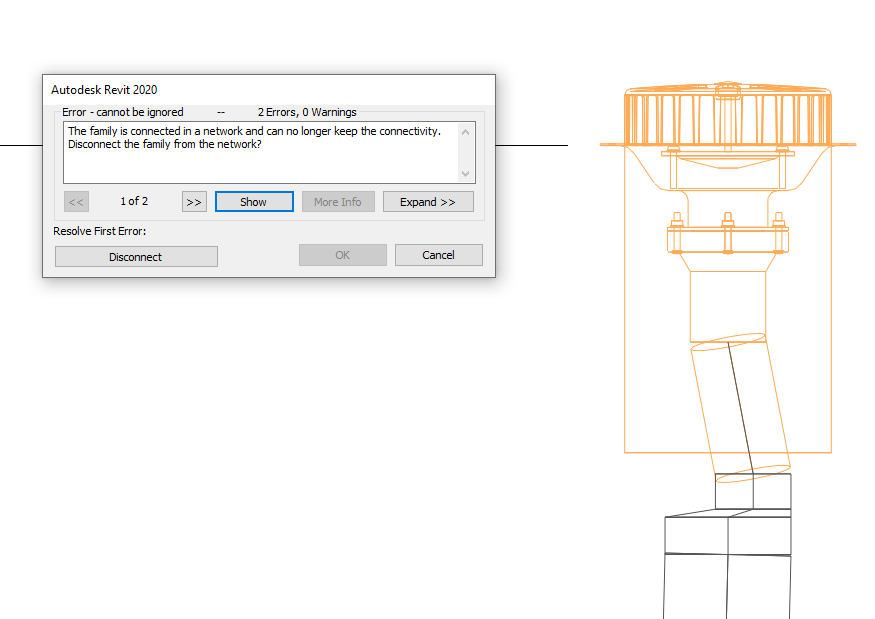 Autodesk Revit 2020
Error - cannot be ignored -- 2 Errors, 0 Warnings
The family is connected in a network and can no longer keep the connectivity.
Disconnect the family from the network?
<< 1 of 2 >> Show More Info Expand >>
Resolve First Error:
Disconnect OK Cancel